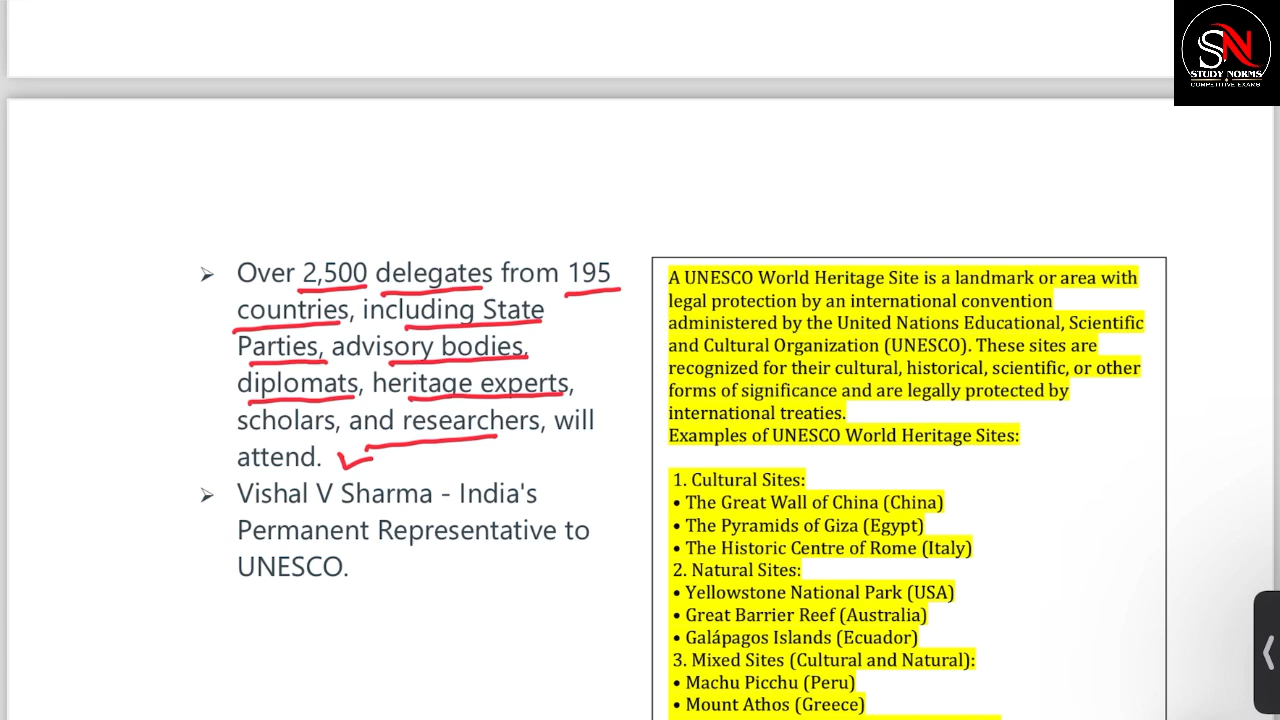 SN
STUDY NORMS
COMPETITIVE EXAMS
➢ Over 2,500 delegates from 195
countries, including State
Parties, advisory bodies,
diplomats, heritage experts,
scholars, and researchers, will
attend.
➢ Vishal V Sharma - India's
Permanent Representative to
UNESCO.
A UNESCO World Heritage Site is a landmark or area with
legal protection by an international convention
administered by the United Nations Educational, Scientific
and Cultural Organization (UNESCO). These sites are
recognized for their cultural, historical, scientific, or other
forms of significance and are legally protected by
international treaties.
Examples of UNESCO World Heritage Sites:
1. Cultural Sites:
• The Great Wall of China (China)
• The Pyramids of Giza (Egypt)
• The Historic Centre of Rome (Italy)
2. Natural Sites:
• Yellowstone National Park (USA)
• Great Barrier Reef (Australia)
• Galápagos Islands (Ecuador)
3. Mixed Sites (Cultural and Natural):
• Machu Picchu (Peru)
• Mount Athos (Greece)